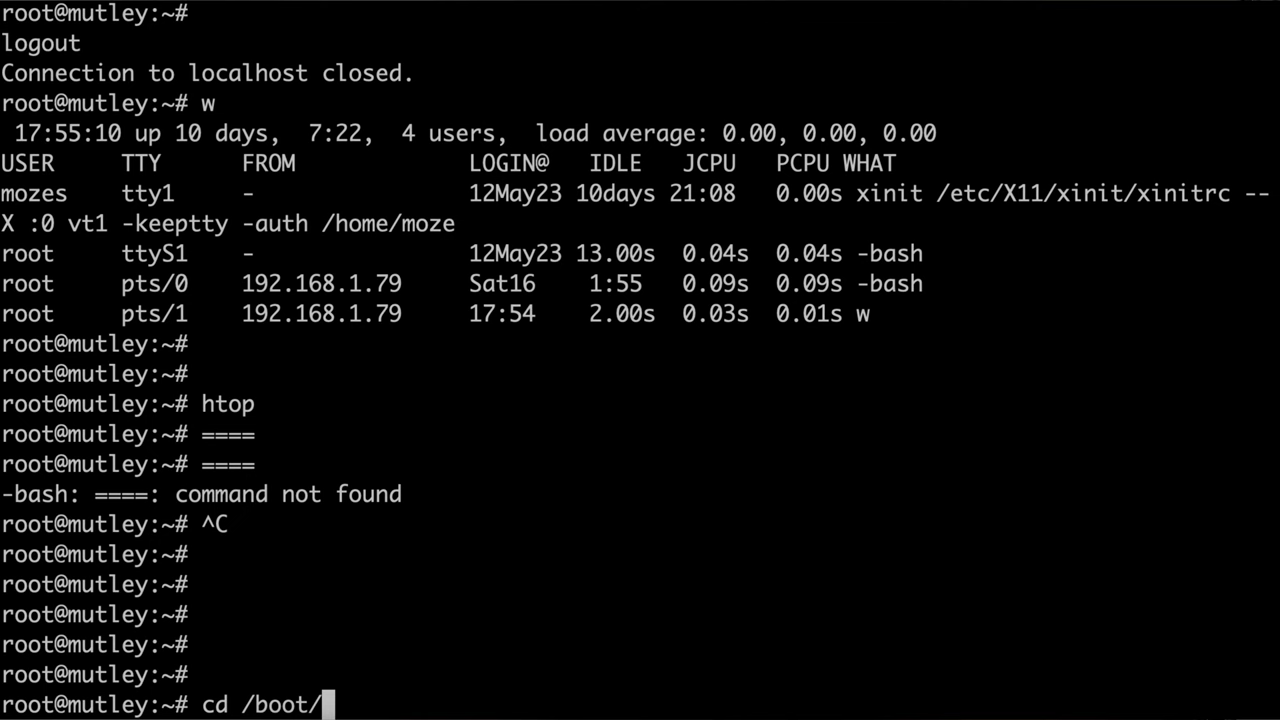 root@mutley:~#
logout
Connection to localhost closed.
root@mutley:~# w
 17:55:10 up 10 days,  7:22,  4 users,  load average: 0.00, 0.00, 0.00
USER     TTY      FROM             LOGIN@   IDLE   JCPU   PCPU WHAT
mozes    tty1     -                12May23 10days 21:08   0.00s xinit /etc/X11/xinit/xinitrc --
X :0 vt1 -keeptty -auth /home/moze
root     ttyS1    -                12May23 13.00s  0.04s  0.04s -bash
root     pts/0    192.168.1.79     Sat16    1:55   0.09s  0.09s -bash
root     pts/1    192.168.1.79     17:54    2.00s  0.03s  0.01s w
root@mutley:~#
root@mutley:~#
root@mutley:~# htop
root@mutley:~# ====
root@mutley:~# ====
-bash: ====: command not found
root@mutley:~# ^C
root@mutley:~#
root@mutley:~#
root@mutley:~#
root@mutley:~#
root@mutley:~#
root@mutley:~# cd /boot/